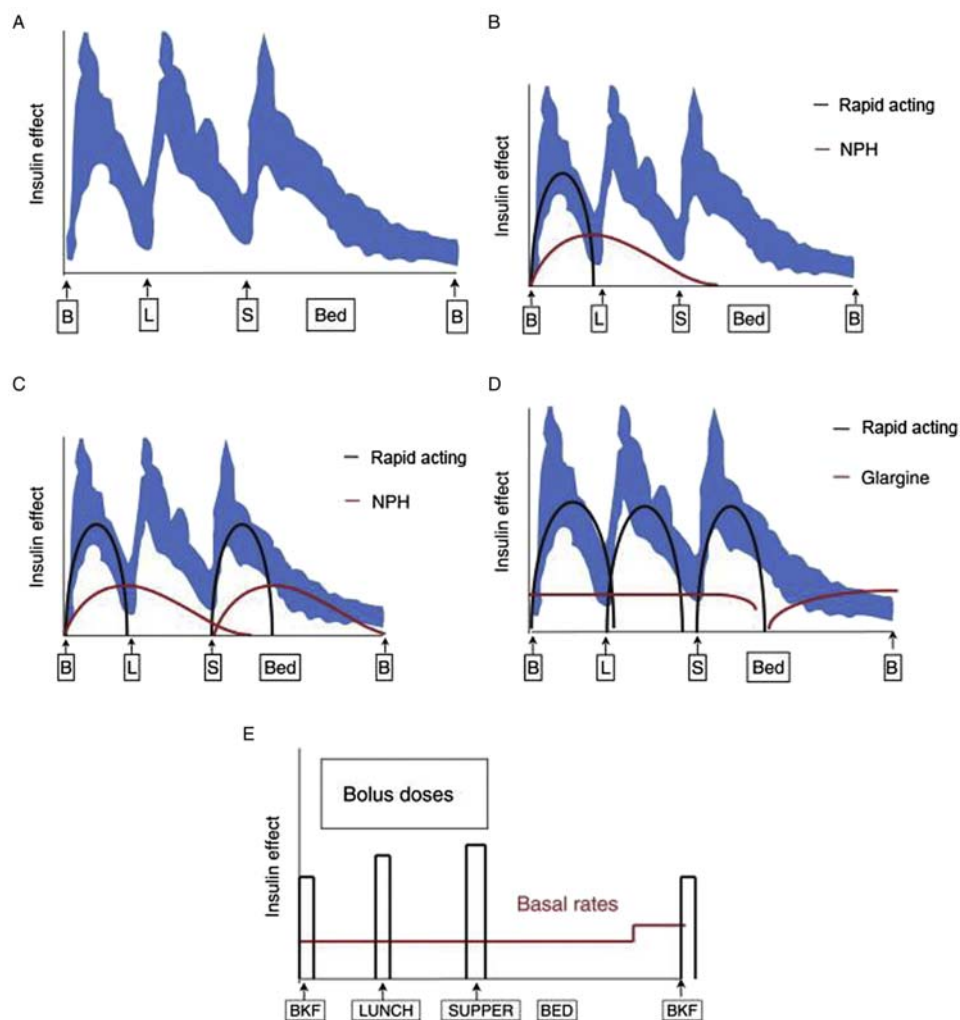 A
Insulin effect
B
L
S
Bed
B
B
Insulin effect
Rapid acting
NPH
B
L
S
Bed
B
C
Insulin effect
Rapid acting
NPH
B
L
S
Bed
B
D
Insulin effect
Rapid acting
Glargine
B
L
S
Bed
B
E
Insulin effect
Bolus doses
Basal rates
BKF
LUNCH
SUPPER
BED
BKF